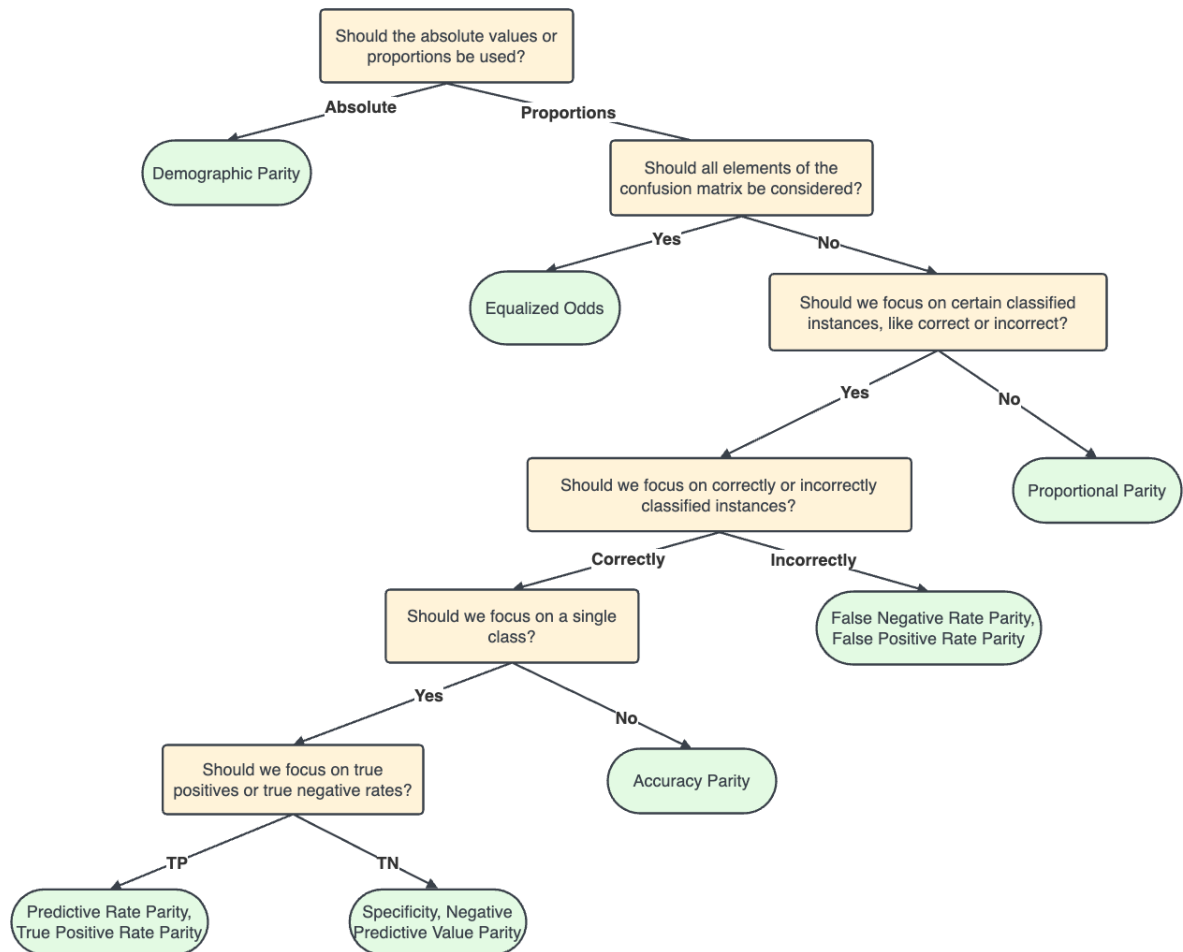 Should the absolute values or
proportions be used?
Absolute
Proportions
Demographic Parity
Should all elements of the
confusion matrix be considered?
Yes
No
Equalized Odds
Should we focus on certain classified
instances, like correct or incorrect?
Yes
No
Should we focus on correctly or incorrectly
classified instances?
Proportional Parity
Correctly
Incorrectly
Should we focus on a single
class?
False Negative Rate Parity,
False Positive Rate Parity
Yes
No
Should we focus on true
positives or true negative rates?
Accuracy Parity
TP
TN
Predictive Rate Parity,
True Positive Rate Parity
Specificity, Negative
Predictive Value Parity